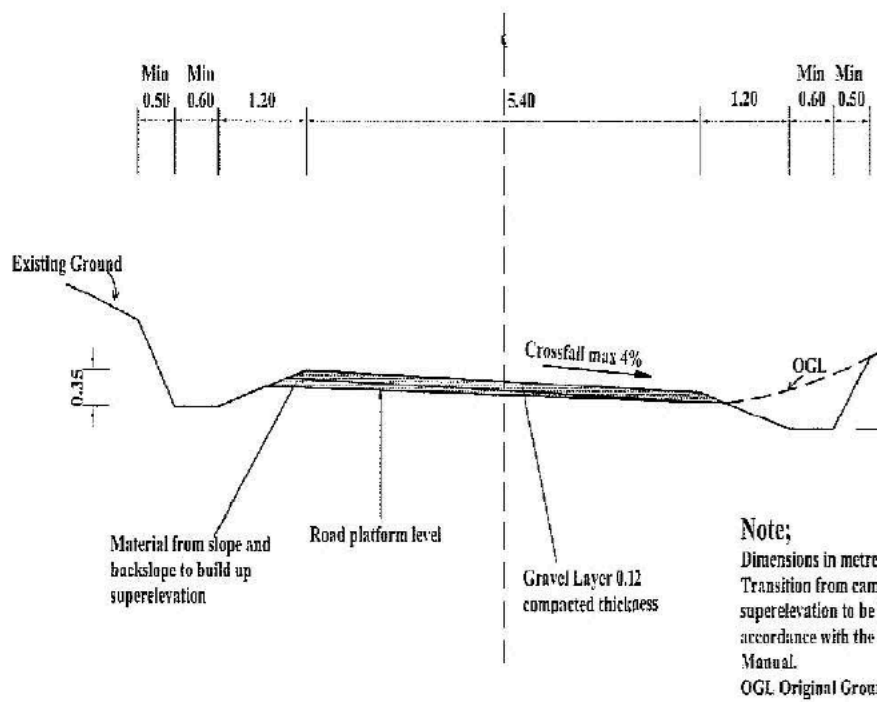 ℄
Min Min Min Min
0.50 0.60 1.20 5.40 1.20 0.60 0.50
Existing Ground
Crossfall max 4%
OGL
0.35
Material from slope and
backslope to build up
superelevation
Road platform level
Gravel Layer 0.12
compacted thickness
Note;
Dimensions in metre
Transition from cam
superelevation to be
accordance with the
Manual.
OGL Original Grou